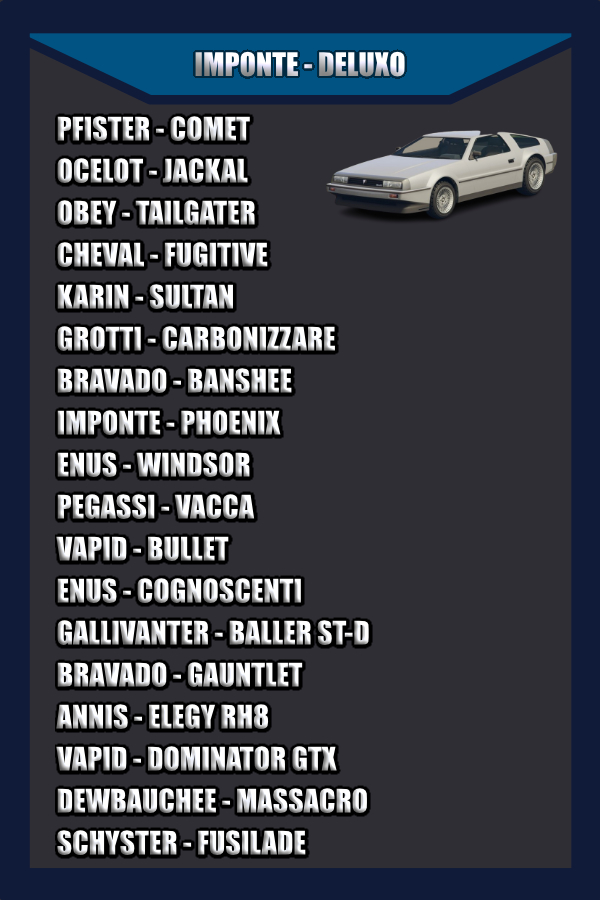 IMPONTE - DELUXO
PFISTER - COMET
OCELOT - JACKAL
OBEY - TAILGATER
CHEVAL - FUGITIVE
KARIN - SULTAN
GROTTI - CARBONIZZARE
BRAVADO - BANSHEE
IMPONTE - PHOENIX
ENUS - WINDSOR
PEGASSI - VACCA
VAPID - BULLET
ENUS - COGNOSCENTI
GALLIVANTER - BALLER ST-D
BRAVADO - GAUNTLET
ANNIS - ELEGY RH8
VAPID - DOMINATOR GTX
DEWBAUCHEE - MASSACRO
SCHYSTER - FUSILADE